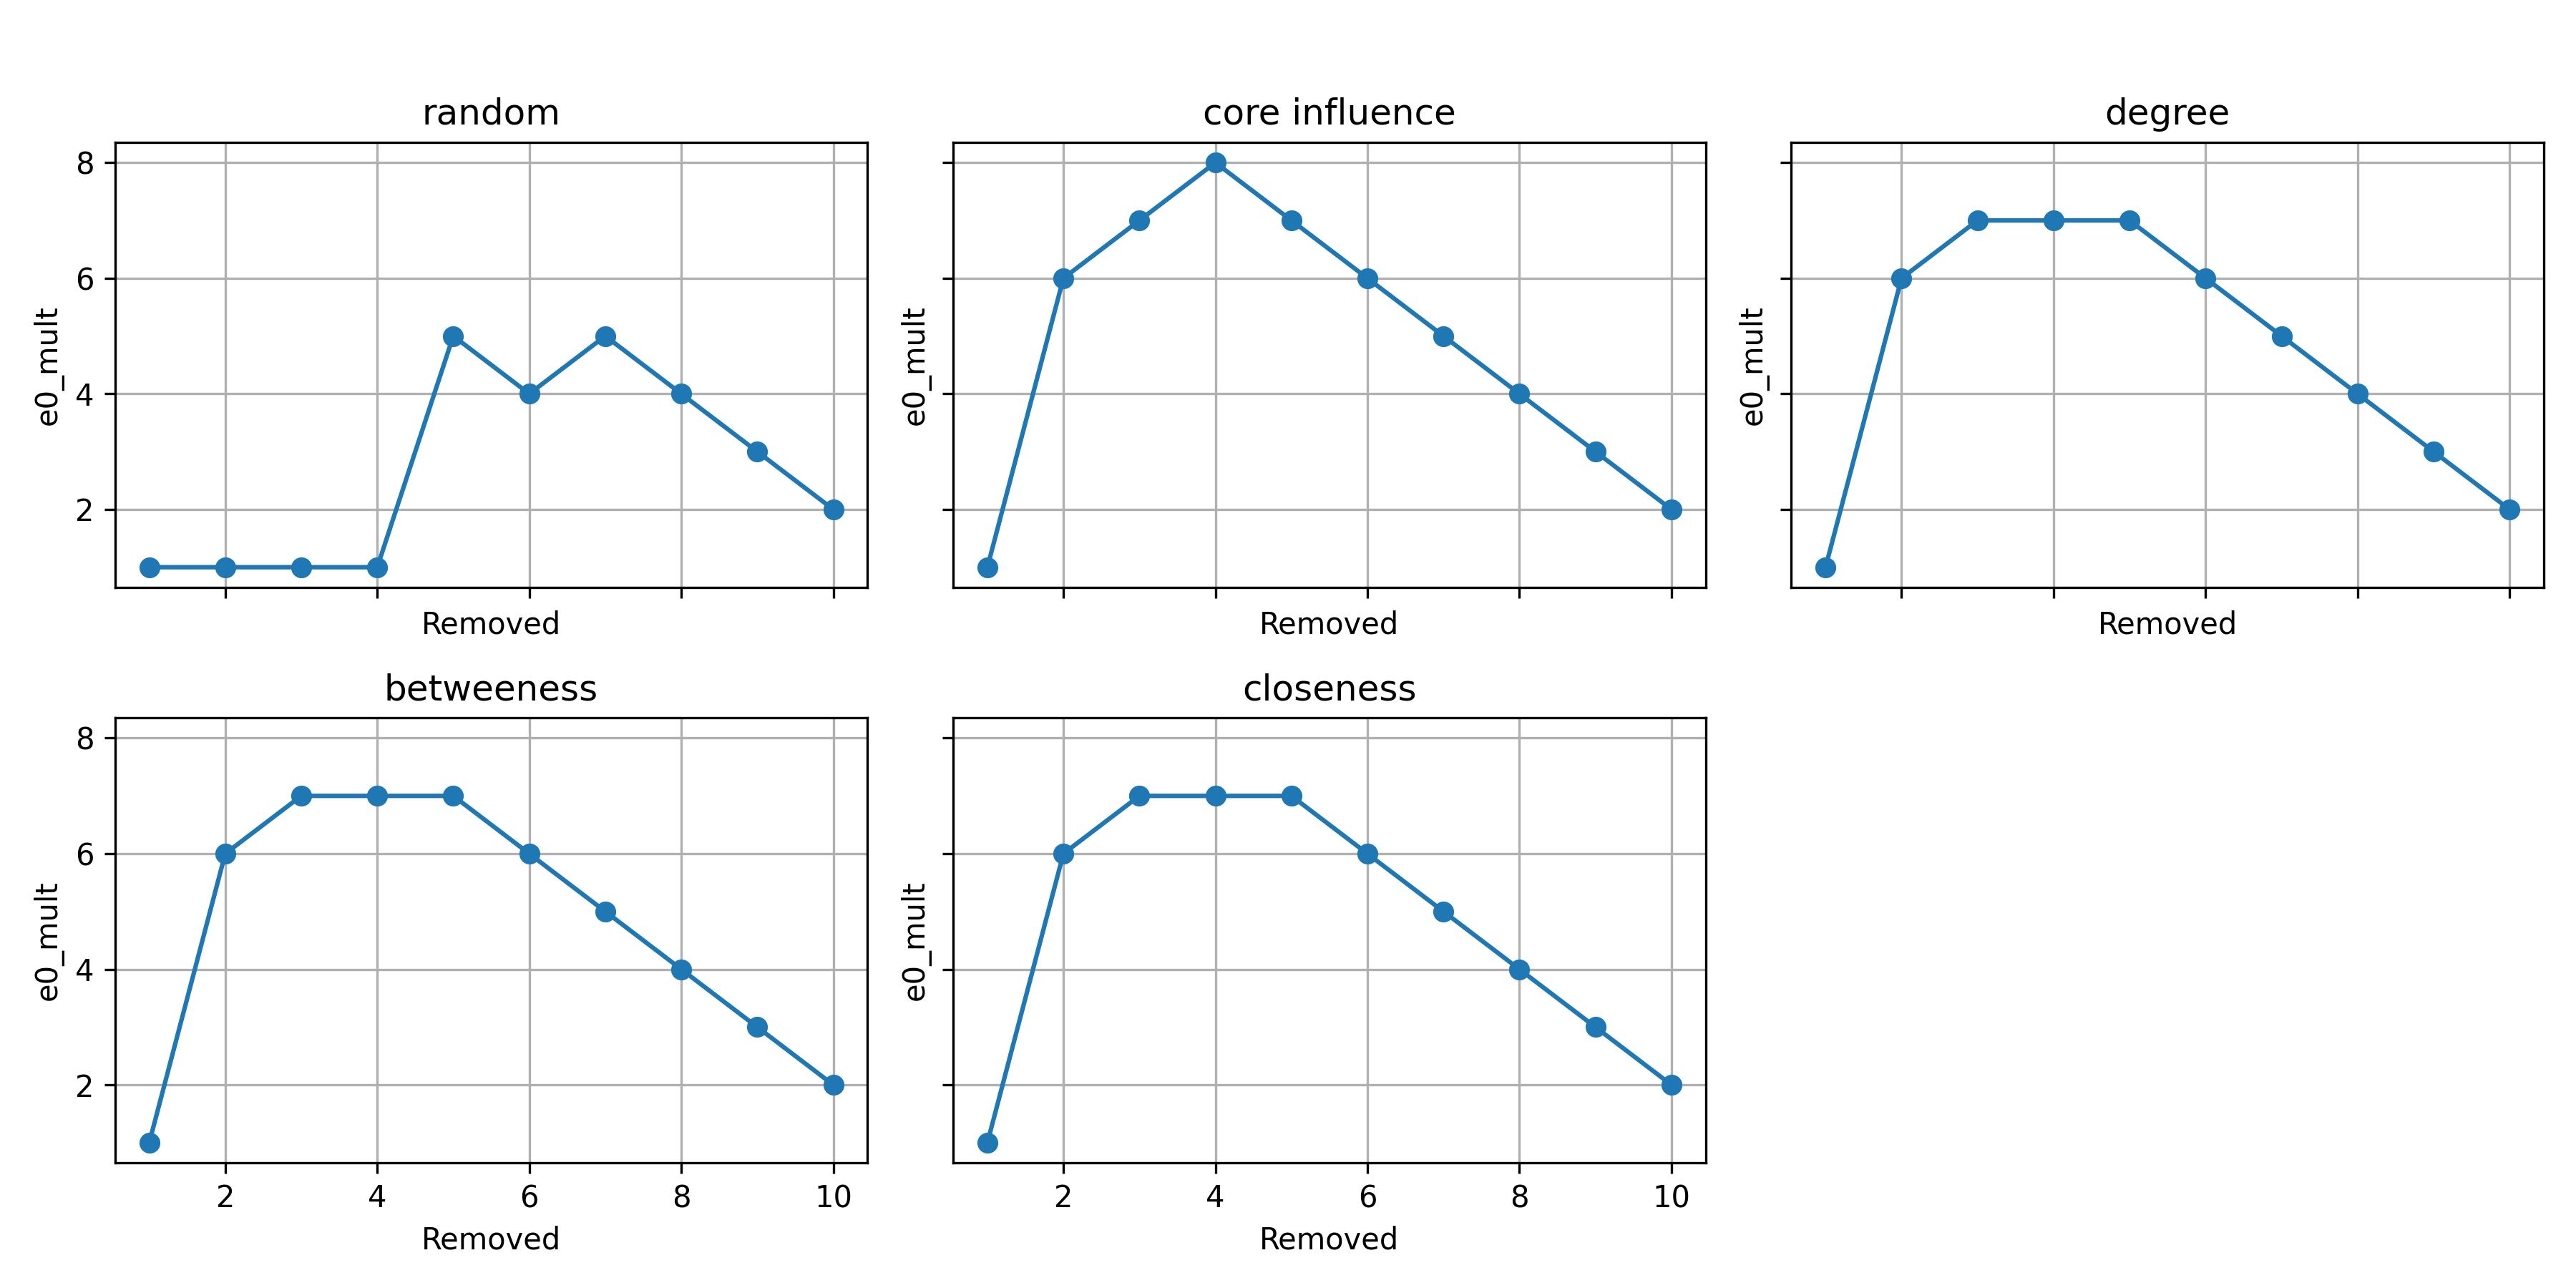 random
8
6
4
2
e0_mult
Removed
core influence
e0_mult
Removed
degree
e0_mult
Removed
betweeness
8
6
4
2
e0_mult
2 4 6 8 10
Removed
closeness
e0_mult
2 4 6 8 10
Removed